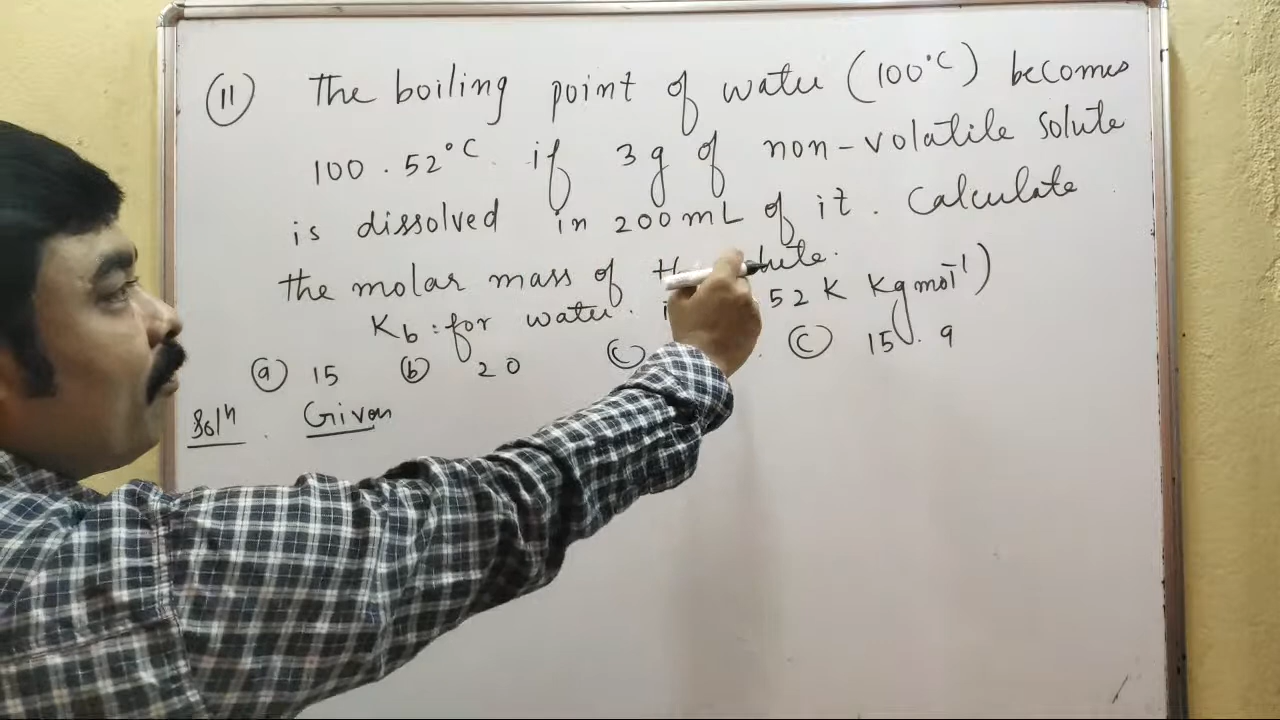 (11) The boiling point of water (100°C) becomes
100.52°C. if 3g of non-volatile solute
is dissolved in 200mL of it. Calculate
the molar mass of solute.
Kb : for water. 52 K Kg mol⁻¹)
(a) 15 (b) 20 (c) (c) 15.9
Solⁿ. Given